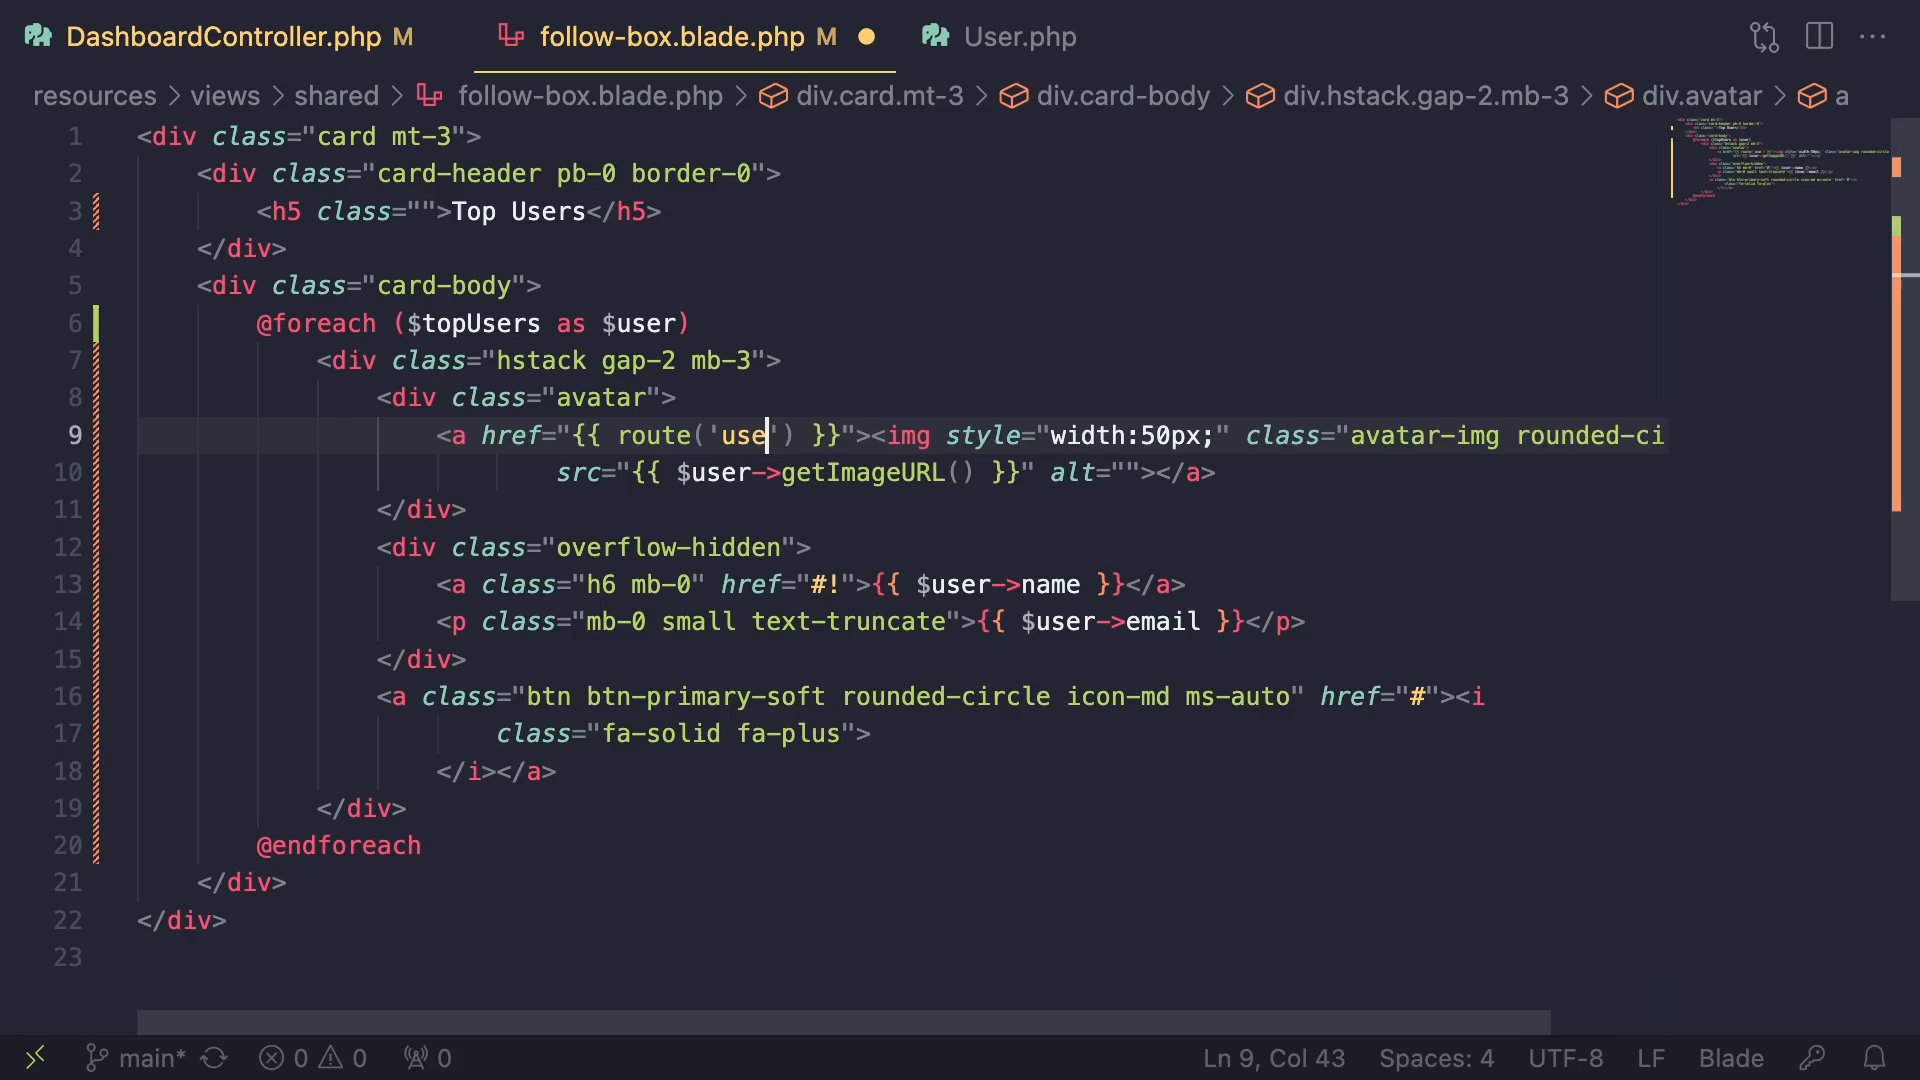 DashboardController.php M
follow-box.blade.php M
User.php
resources > views > shared > follow-box.blade.php > div.card.mt-3 > div.card-body > div.hstack.gap-2.mb-3 > div.avatar > a
1 <div class="card mt-3">
2 <div class="card-header pb-0 border-0">
3 <h5 class="">Top Users</h5>
4 </div>
5 <div class="card-body">
6 @foreach ($topUsers as $user)
7 <div class="hstack gap-2 mb-3">
8 <div class="avatar">
9 <a href="{{ route('use') }}"><img style="width:50px;" class="avatar-img rounded-ci
10 src="{{ $user->getImageURL() }}" alt=""></a>
11 </div>
12 <div class="overflow-hidden">
13 <a class="h6 mb-0" href="#!">{{ $user->name }}</a>
14 <p class="mb-0 small text-truncate">{{ $user->email }}</p>
15 </div>
16 <a class="btn btn-primary-soft rounded-circle icon-md ms-auto" href="#"><i
17 class="fa-solid fa-plus">
18 </i></a>
19 </div>
20 @endforeach
21 </div>
22 </div>
23
main* 0 0 0 Ln 9, Col 43 Spaces: 4 UTF-8 LF Blade